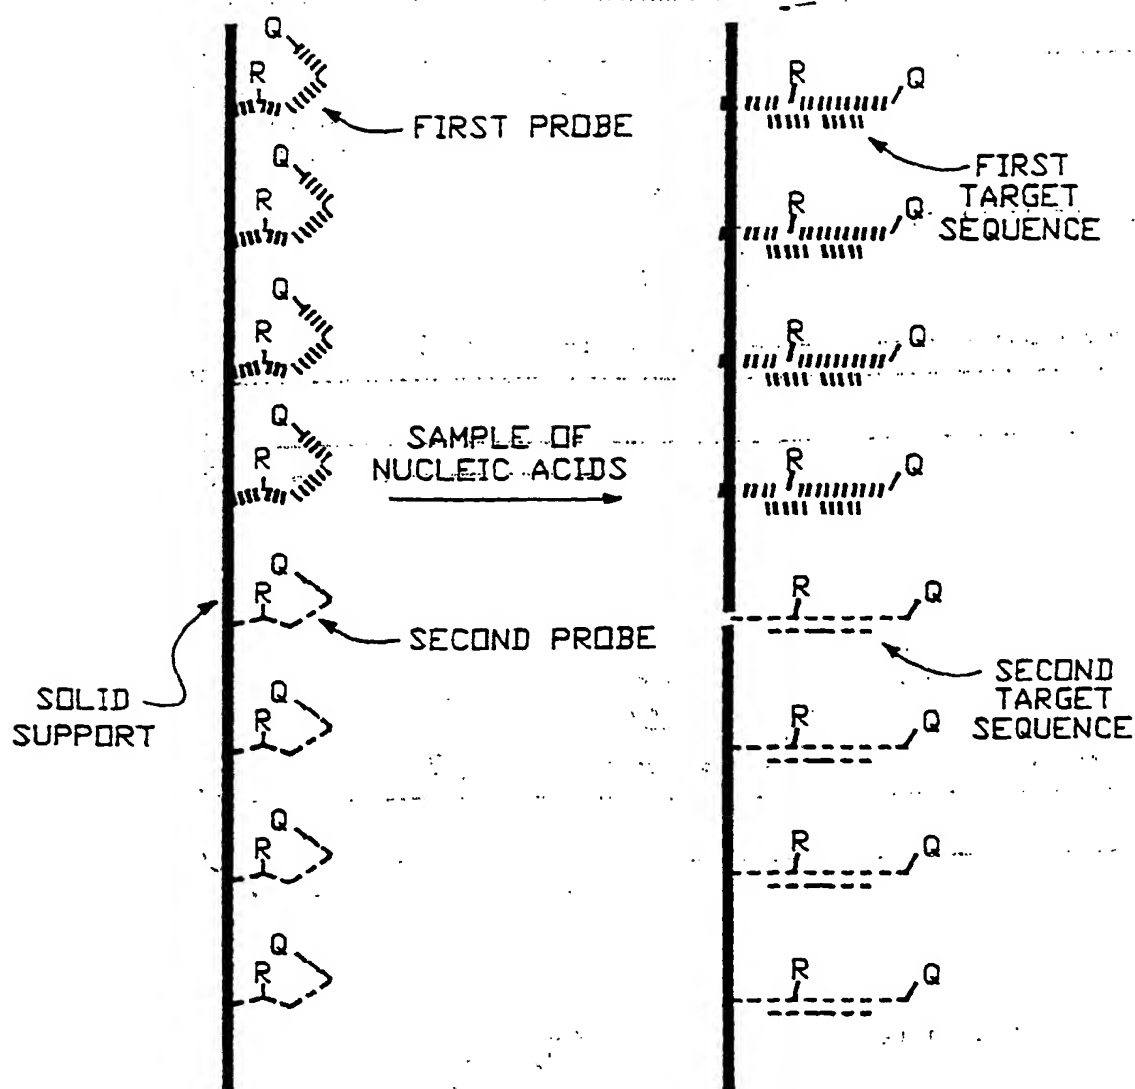 Q
R
FIRST PROBE
Q
R
Q
R
Q
R
SAMPLE OF
NUCLEIC ACIDS
Q
R
SECOND PROBE
SOLID
SUPPORT
Q
R
Q
R
Q
R
R
Q
FIRST
TARGET
SEQUENCE
R
Q
R
Q
R
Q
R
Q
SECOND
TARGET
SEQUENCE
R
Q
R
Q
R
Q